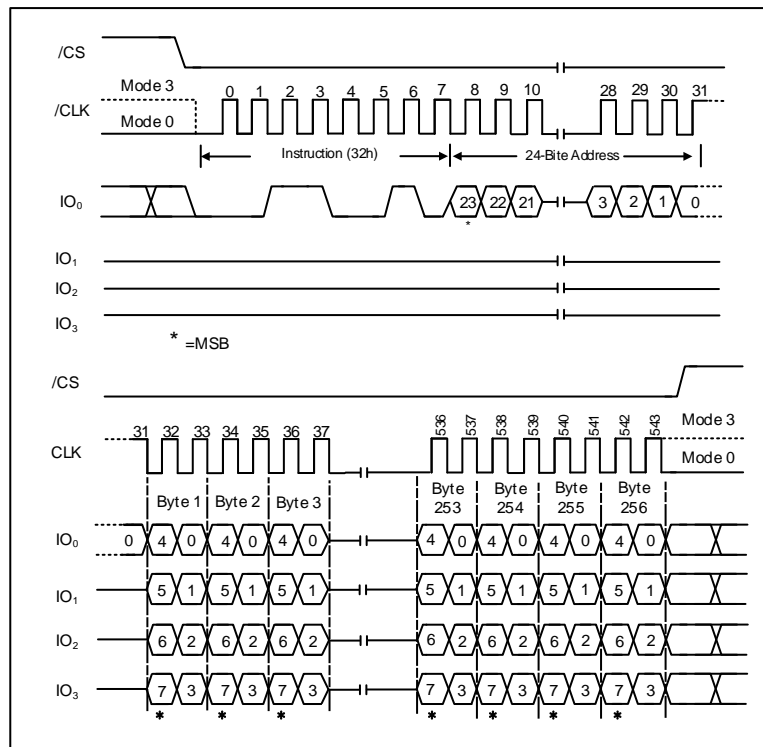 /CS
Mode 3
0 1 2 3 4 5 6 7 8 9 10 28 29 30 31
/CLK
Mode 0
Instruction (32h) 24-Bite Address
IO₀ 23 22 21 3 2 1 0
*
IO₁
IO₂
IO₃
* =MSB
/CS
31 32 33 34 35 36 37 536 537 538 539 540 541 542 543 Mode 3
CLK
Mode 0
Byte 1 Byte 2 Byte 3 Byte 253 Byte 254 Byte 255 Byte 256
IO₀ 0 4 0 4 0 4 0 4 0 4 0 4 0 4 0
IO₁ 5 1 5 1 5 1 5 1 5 1 5 1 5 1
IO₂ 6 2 6 2 6 2 6 2 6 2 6 2 6 2
IO₃ 7 3 7 3 7 3 7 3 7 3 7 3 7 3
* * * * * * *